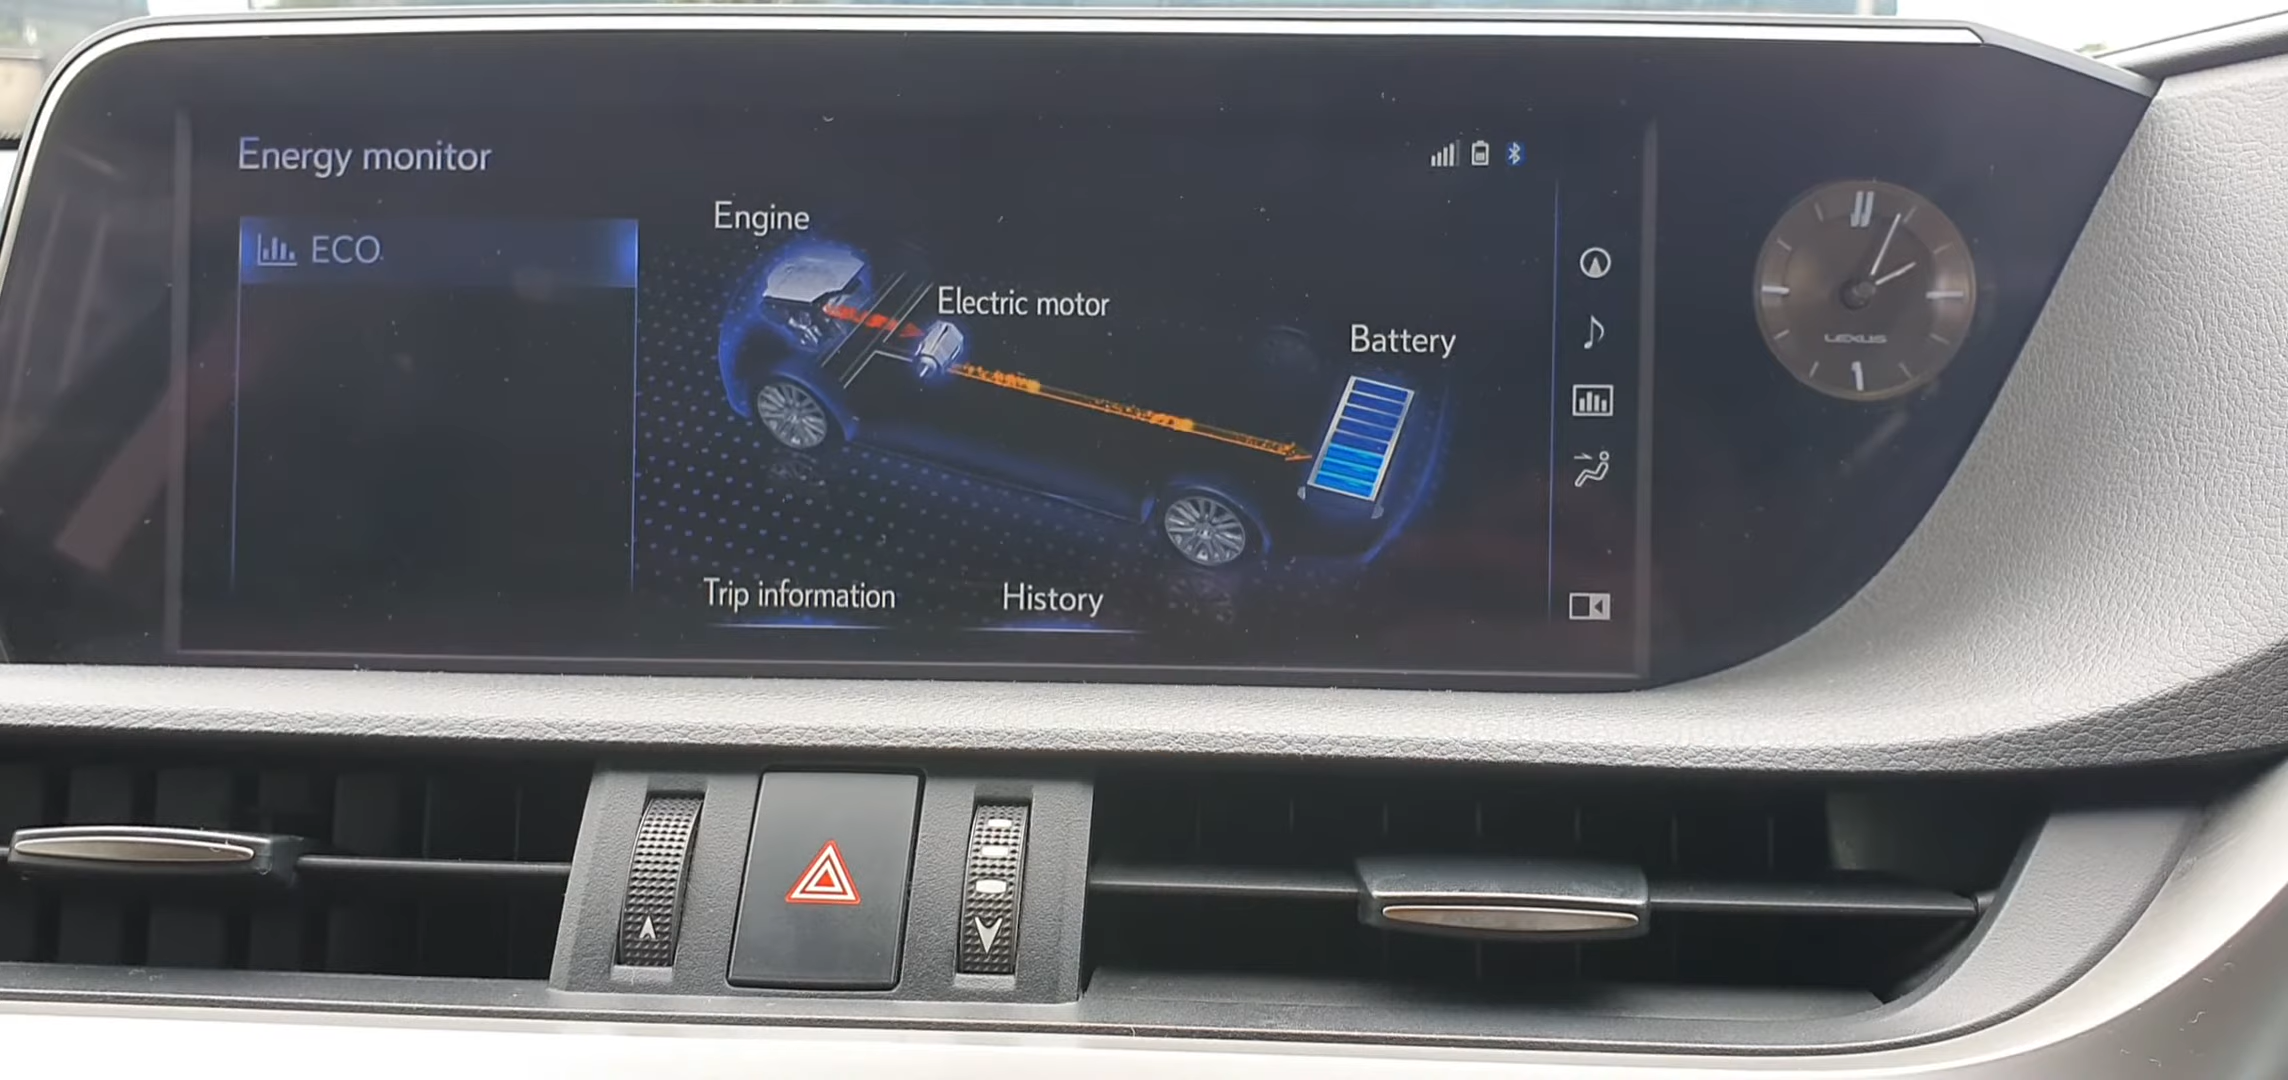 Energy monitor
ECO
Engine
Electric motor
Battery
Trip information
History
LEXUS